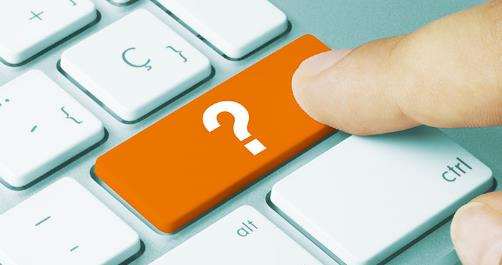 +
Ç }
{
?
-
_
alt
ctrl